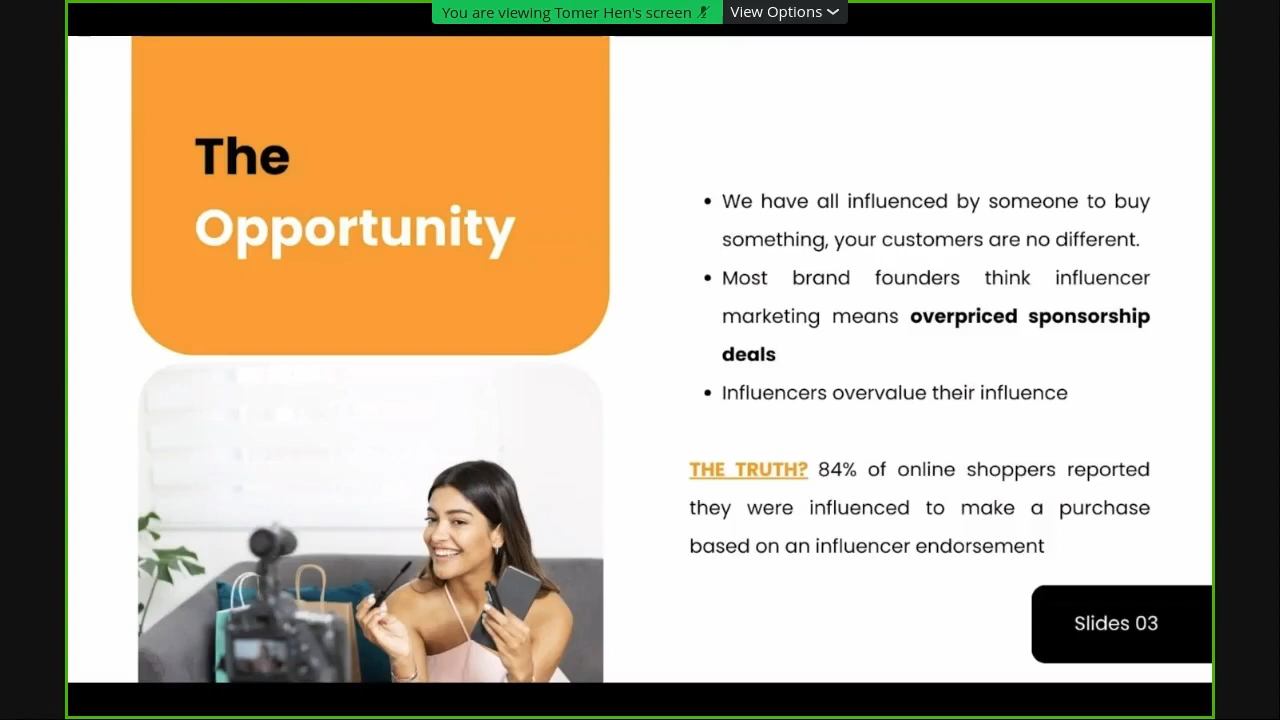 You are viewing Tomer Hen's screen
View Options
The
Opportunity
• We have all influenced by someone to buy
something, your customers are no different.
• Most brand founders think influencer
marketing means overpriced sponsorship
deals
• Influencers overvalue their influence
THE TRUTH? 84% of online shoppers reported
they were influenced to make a purchase
based on an influencer endorsement
Slides 03